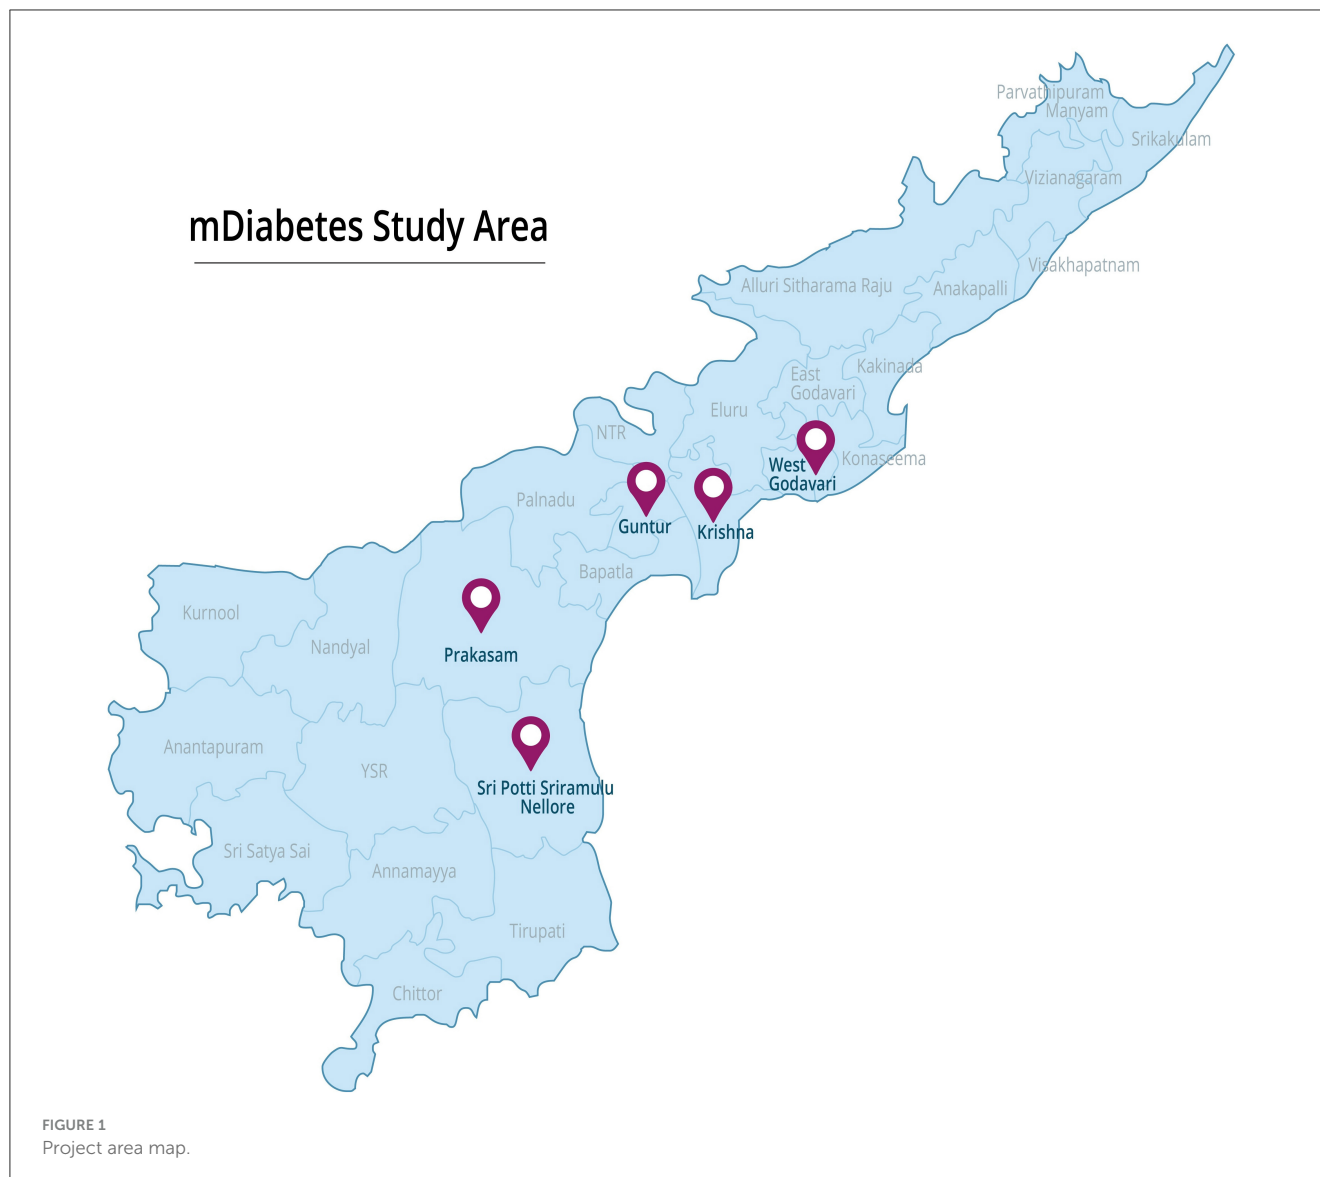 Parvathipuram
Manyam
Srikakulam
Vizianagaram
mDiabetes Study Area
Visakhapatnam
Alluri Sitharama Raju
Anakapalli
Kakinada
East
Godavari
Eluru
NTR
Konaseema
West
Godavari
Palnadu
Guntur
Krishna
Bapatla
Kurnool
Nandyal
Prakasam
Anantapuram
YSR
Sri Potti Sriramulu
Nellore
Sri Satya Sai
Annamayya
Tirupati
Chittor
FIGURE 1
Project area map.